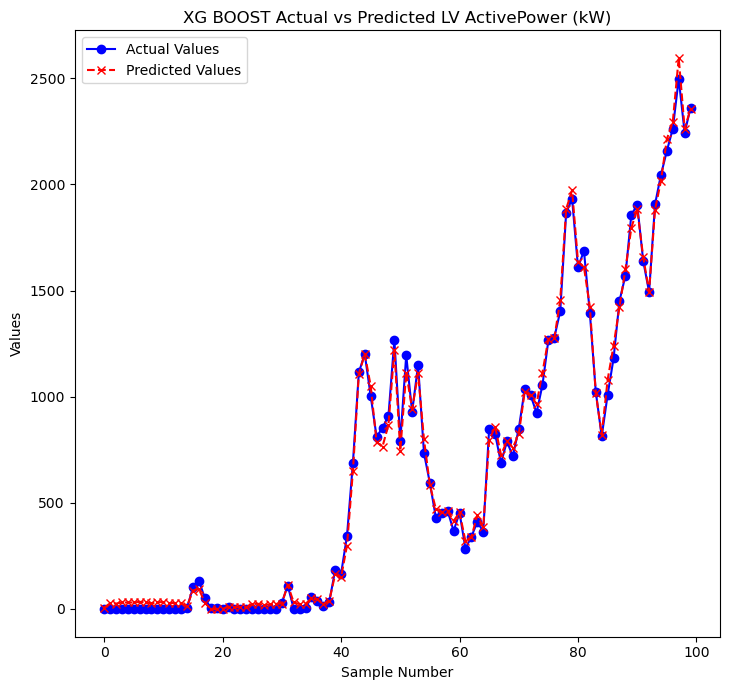 XG BOOST Actual vs Predicted LV ActivePower (kW)
Actual Values
Predicted Values
2500
2000
1500
1000
500
0
Values
0 20 40 60 80 100
Sample Number